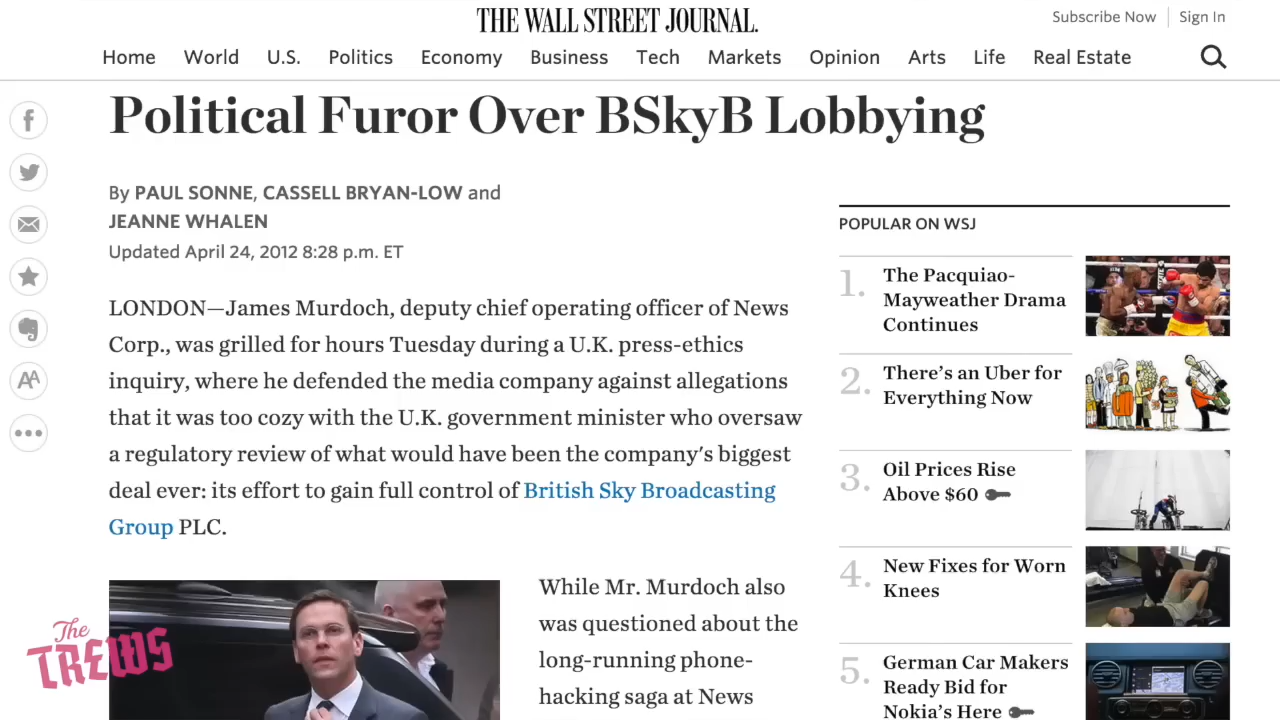 THE WALL STREET JOURNAL.
Subscribe Now
Sign In
Home World U.S. Politics Economy Business Tech Markets Opinion Arts Life Real Estate
Political Furor Over BSkyB Lobbying
By PAUL SONNE, CASSELL BRYAN-LOW and
JEANNE WHALEN
Updated April 24, 2012 8:28 p.m. ET
LONDON—James Murdoch, deputy chief operating officer of News
Corp., was grilled for hours Tuesday during a U.K. press-ethics
inquiry, where he defended the media company against allegations
that it was too cozy with the U.K. government minister who oversaw
a regulatory review of what would have been the company's biggest
deal ever: its effort to gain full control of British Sky Broadcasting
Group PLC.
While Mr. Murdoch also
was questioned about the
long-running phone-
hacking saga at News
POPULAR ON WSJ
1. The Pacquiao-
Mayweather Drama
Continues
2. There's an Uber for
Everything Now
3. Oil Prices Rise
Above $60
4. New Fixes for Worn
Knees
5. German Car Makers
Ready Bid for
Nokia's Here
The
TREWS